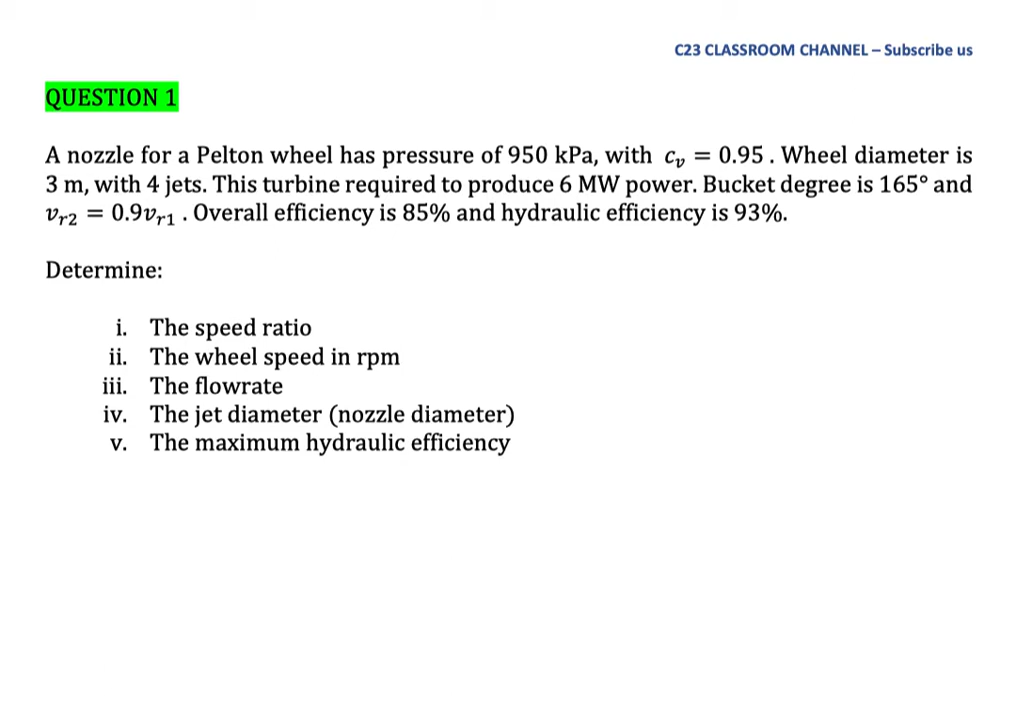 C23 CLASSROOM CHANNEL – Subscribe us
QUESTION 1
A nozzle for a Pelton wheel has pressure of 950 kPa, with c_v = 0.95 . Wheel diameter is
3 m, with 4 jets. This turbine required to produce 6 MW power. Bucket degree is 165° and
v_r2 = 0.9v_r1 . Overall efficiency is 85% and hydraulic efficiency is 93%.
Determine:
i. The speed ratio
ii. The wheel speed in rpm
iii. The flowrate
iv. The jet diameter (nozzle diameter)
v. The maximum hydraulic efficiency